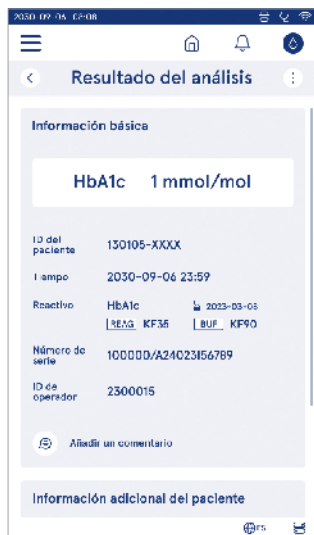 2030-09-06 08:08
Resultado del análisis
Información básica
HbA1c 1 mmol/mol
ID del paciente 130105-XXXX
Tiempo 2030-09-06 23:59
Reactivo HbA1c 2023-03-05
REAG KF35 BUF KF90
Número de serie 100000/A24023156789
ID de operador 2300015
Añadir un comentario
Información adicional del paciente
ES